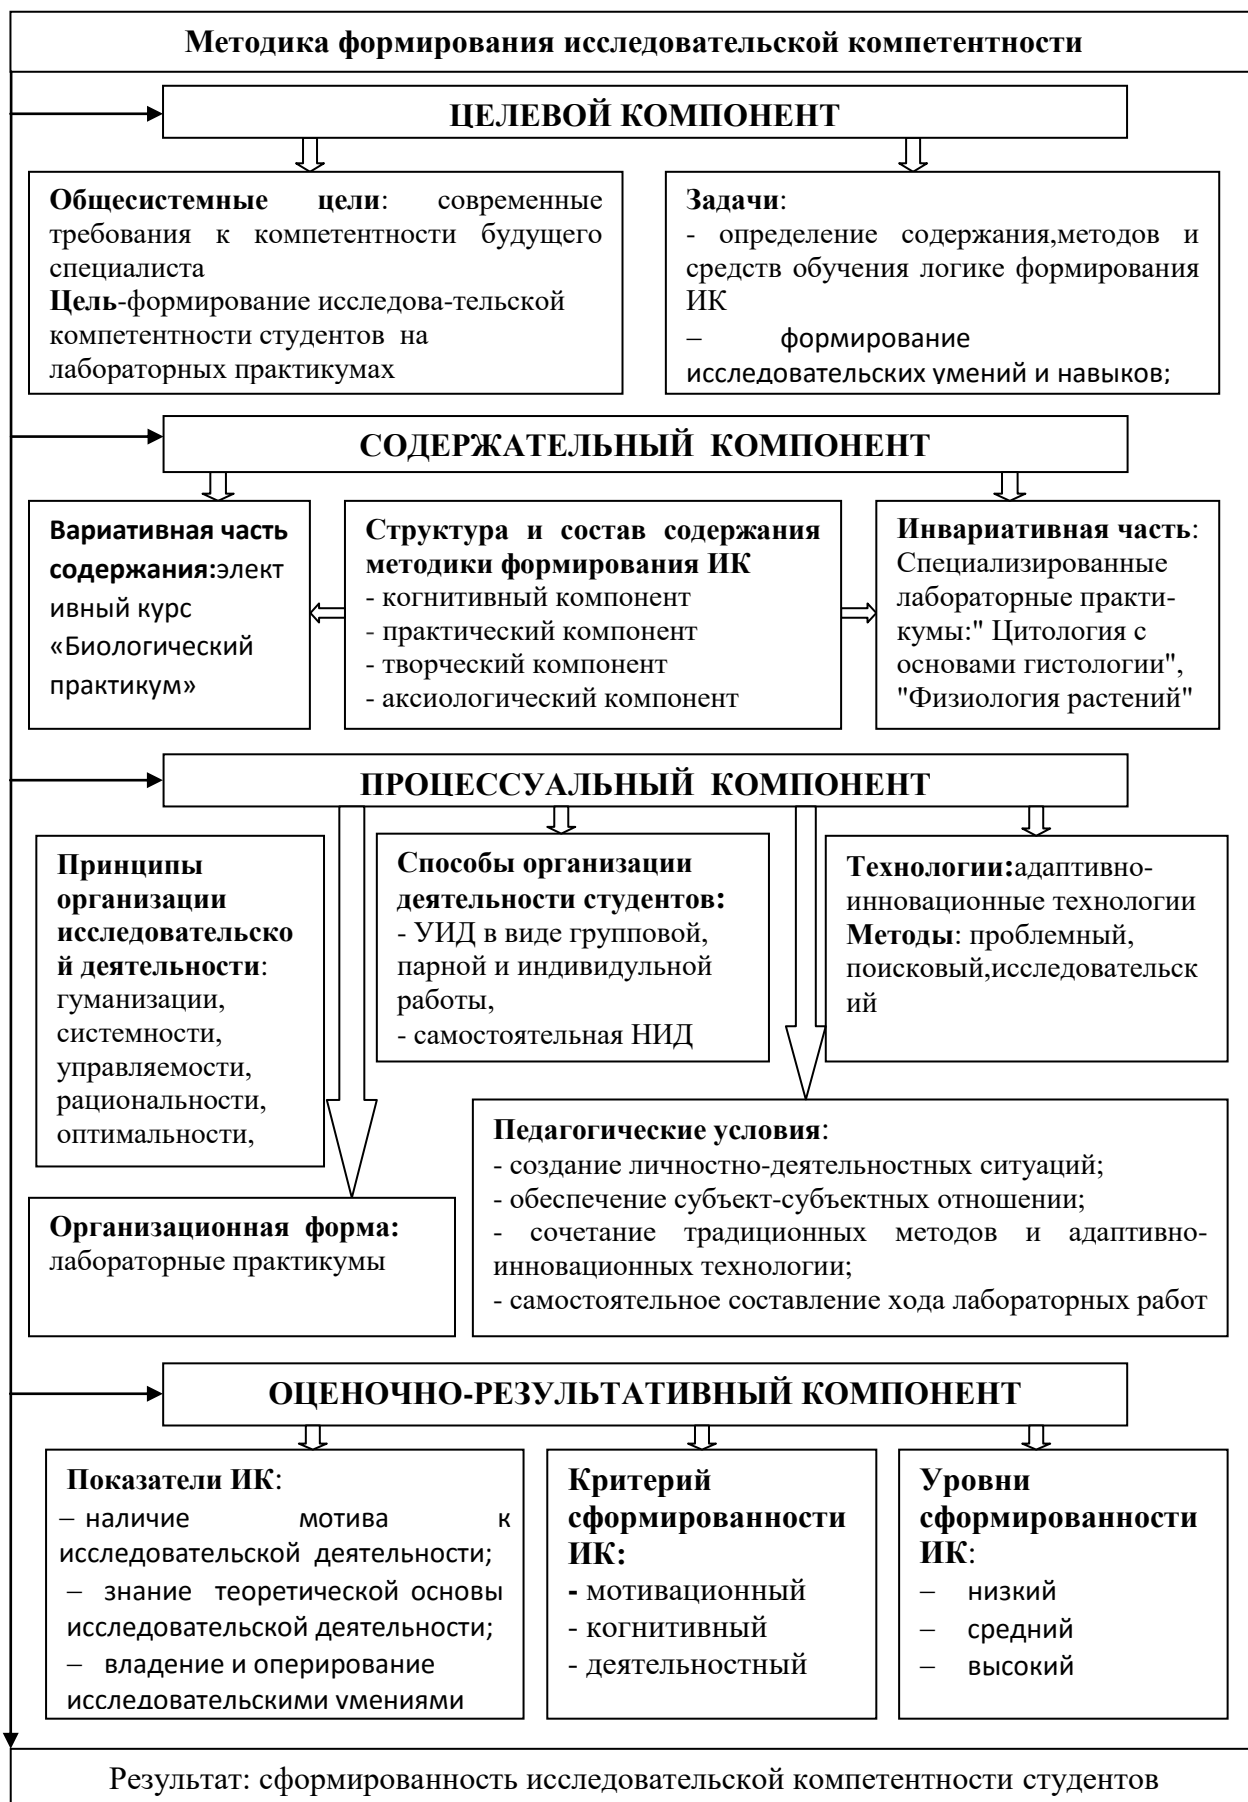 Методика формирования исследовательской компетентности
ЦЕЛЕВОЙ КОМПОНЕНТ
Общесистемные цели: современные
требования к компетентности будущего
специалиста
Цель-формирование исследова-тельской
компетентности студентов на
лабораторных практикумах
Задачи:
- определение содержания,методов и
средств обучения логике формирования
ИК
– формирование
исследовательских умений и навыков;
СОДЕРЖАТЕЛЬНЫЙ КОМПОНЕНТ
Вариативная часть
содержания:элект
ивный курс
«Биологический
практикум»
Структура и состав содержания
методики формирования ИК
- когнитивный компонент
- практический компонент
- творческий компонент
- аксиологический компонент
Инвариативная часть:
Специализированные
лабораторные практи-
кумы:" Цитология с
основами гистологии",
"Физиология растений"
ПРОЦЕССУАЛЬНЫЙ КОМПОНЕНТ
Принципы
организации
исследовательско
й деятельности:
гуманизации,
системности,
управляемости,
рациональности,
оптимальности,
Способы организации
деятельности студентов:
- УИД в виде групповой,
парной и индивидульной
работы,
- самостоятельная НИД
Технологии:адаптивно-
инновационные технологии
Методы: проблемный,
поисковый,исследовательск
ий
Организационная форма:
лабораторные практикумы
Педагогические условия:
- создание личностно-деятельностных ситуаций;
- обеспечение субъект-субъектных отношении;
- сочетание традиционных методов и адаптивно-
инновационных технологии;
- самостоятельное составление хода лабораторных работ
ОЦЕНОЧНО-РЕЗУЛЬТАТИВНЫЙ КОМПОНЕНТ
Показатели ИК:
– наличие мотива к
исследовательской деятельности;
– знание теоретической основы
исследовательской деятельности;
– владение и оперирование
исследовательскими умениями
Критерий
сформированности
ИК:
- мотивационный
- когнитивный
- деятельностный
Уровни
сформированности
ИК:
– низкий
– средний
– высокий
Результат: сформированность исследовательской компетентности студентов